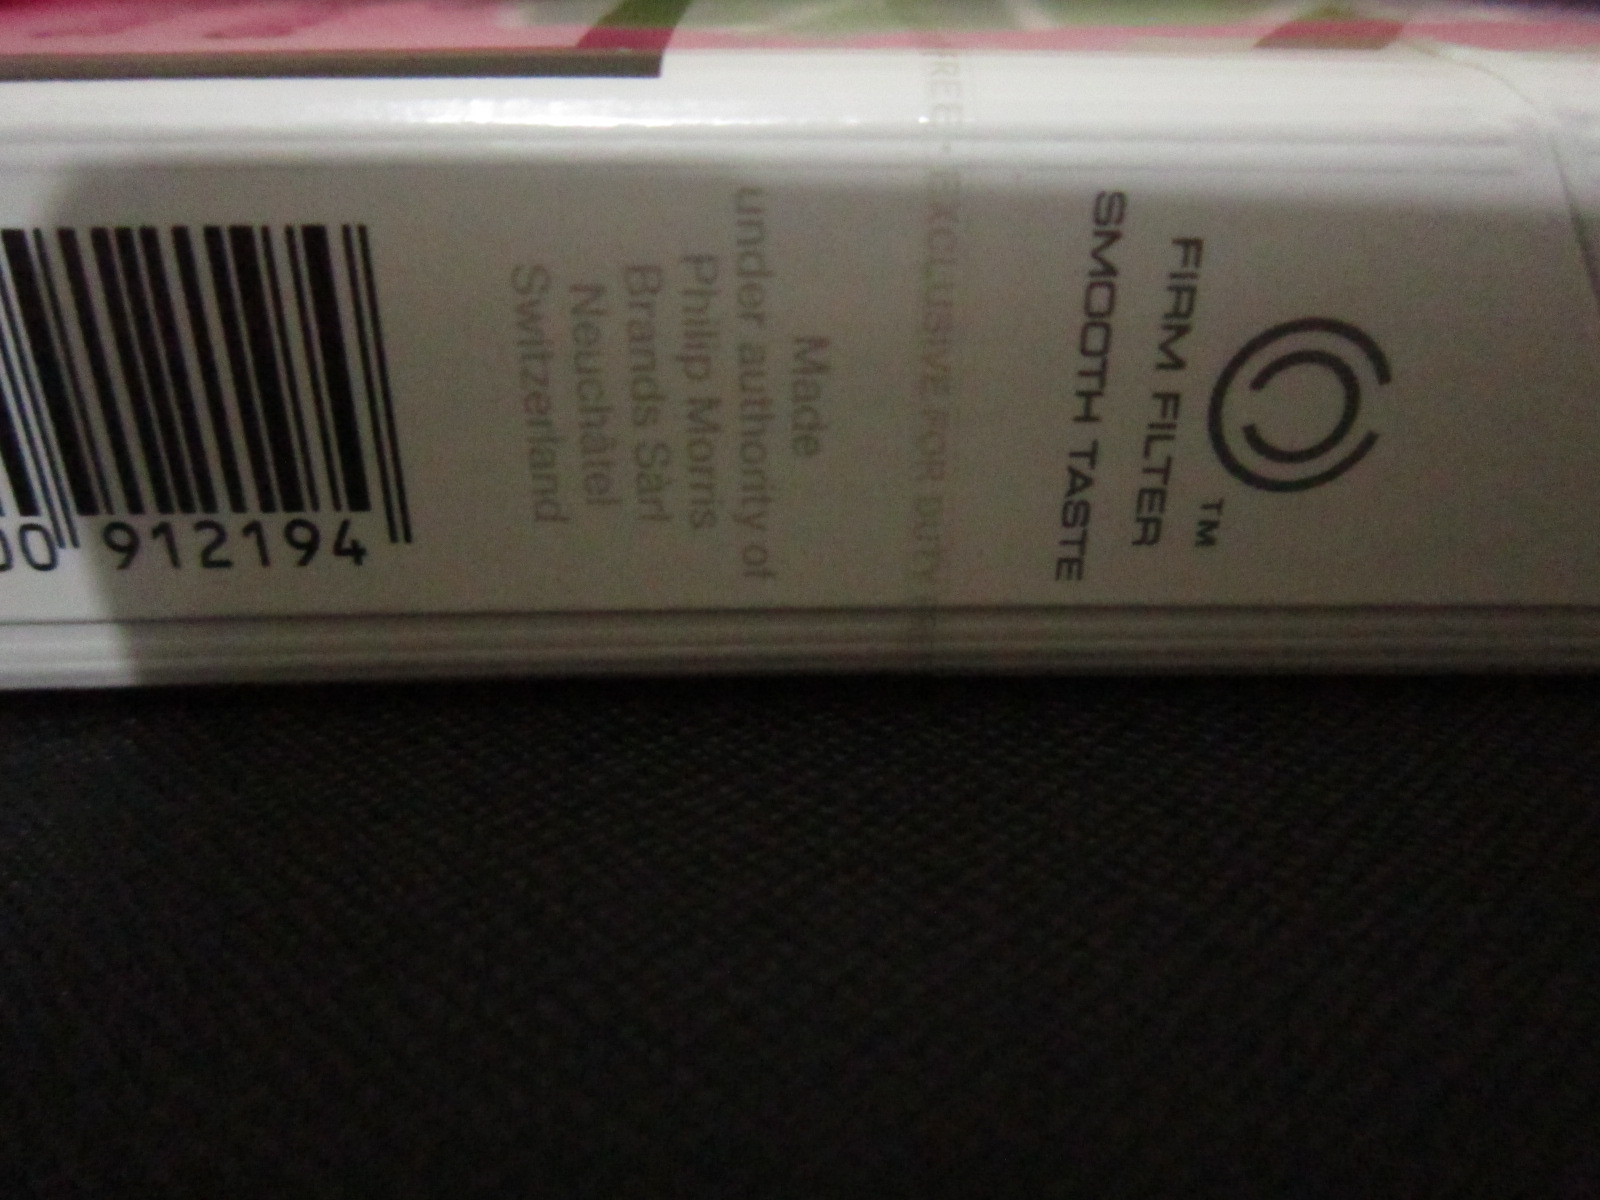 TM
FIRM FILTER
SMOOTH TASTE
FREE · EXCLUSIVE FOR DUTY
Made
under authority of
Philip Morris
Brands Sàrl
Neuchâtel
Switzerland
912194